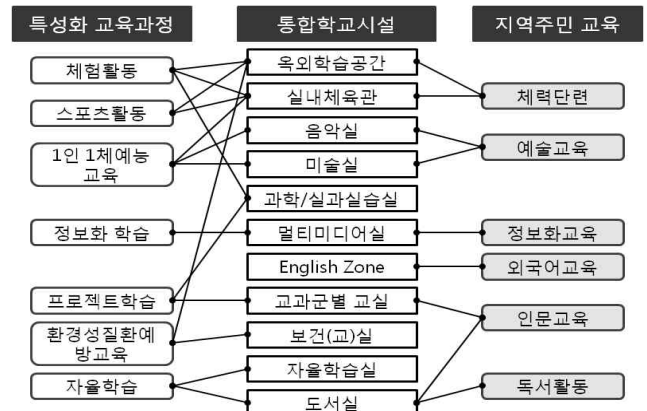 특성화 교육과정
통합학교시설
지역주민 교육
체험활동
스포츠활동
1인 1체예능
교육
정보화 학습
프로젝트학습
환경성질환예
방교육
자율학습
옥외학습공간
실내체육관
음악실
미술실
과학/실과실습실
멀티미디어실
English Zone
교과군별 교실
보건(교)실
자율학습실
도서실
체력단련
예술교육
정보화교육
외국어교육
인문교육
독서활동